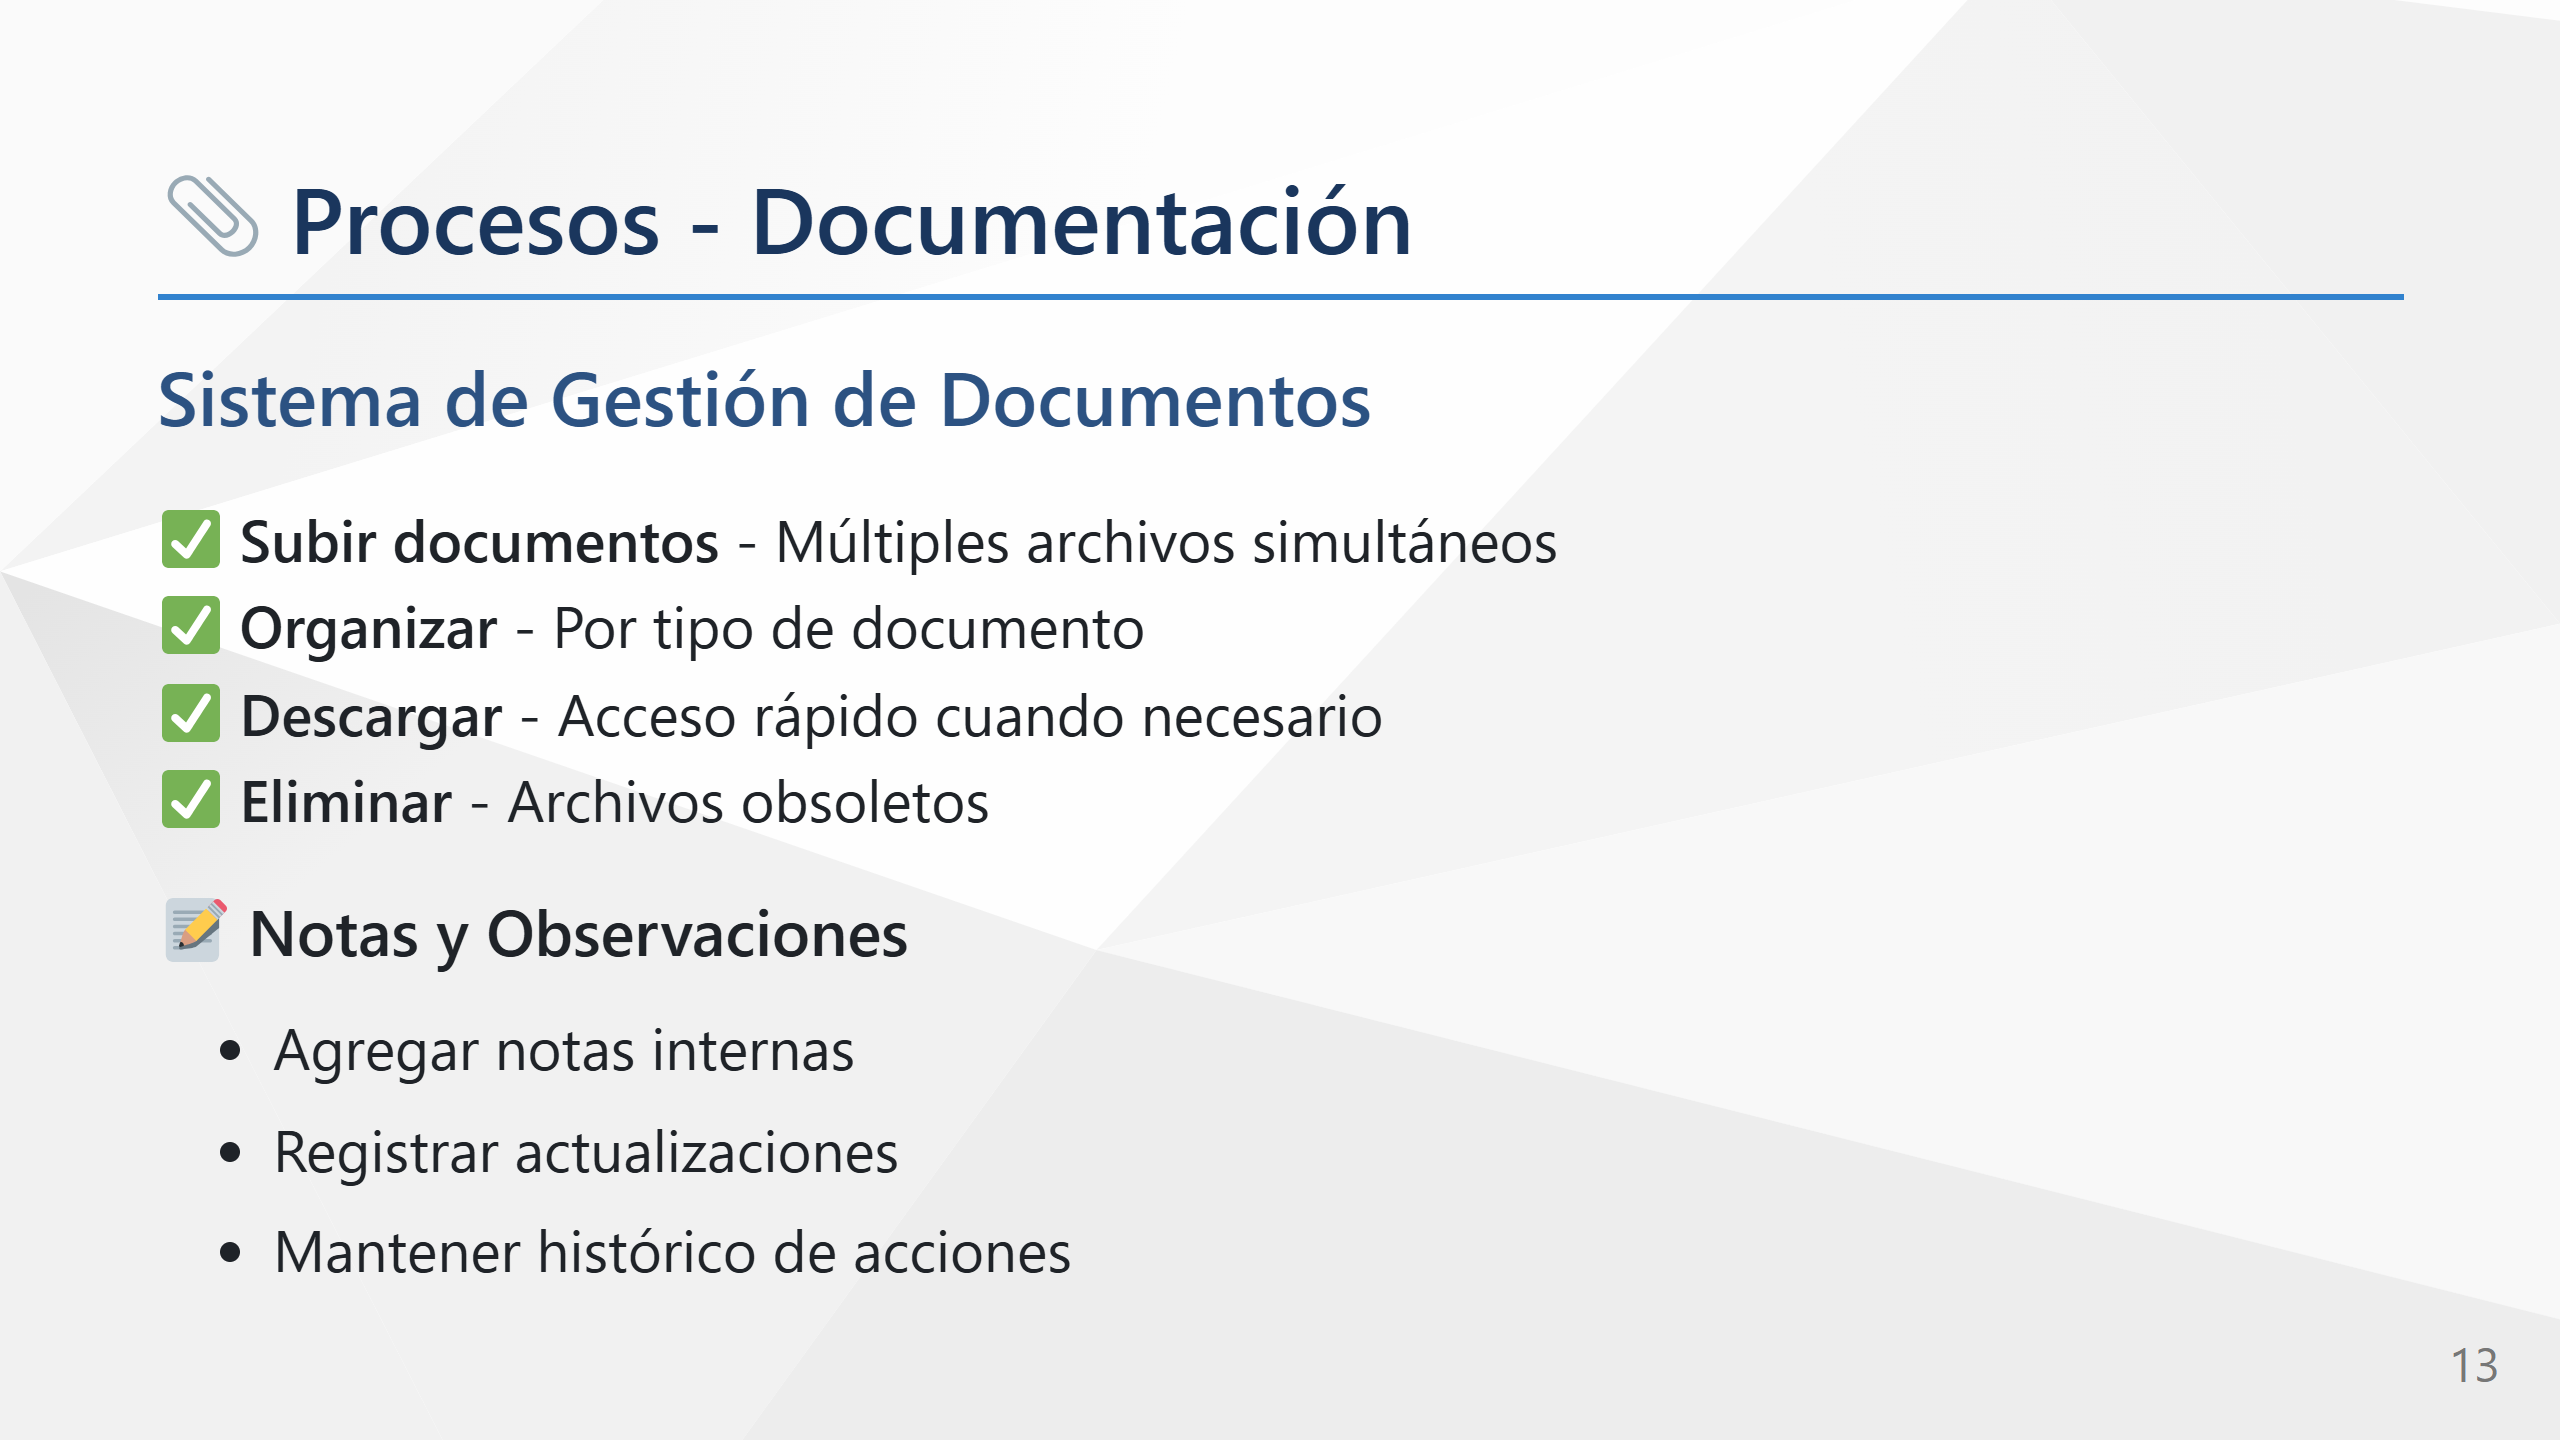 Procesos - Documentación
Sistema de Gestión de Documentos
✅ Subir documentos - Múltiples archivos simultáneos
✅ Organizar - Por tipo de documento
✅ Descargar - Acceso rápido cuando necesario
✅ Eliminar - Archivos obsoletos
📝 Notas y Observaciones
• Agregar notas internas
• Registrar actualizaciones
• Mantener histórico de acciones
13